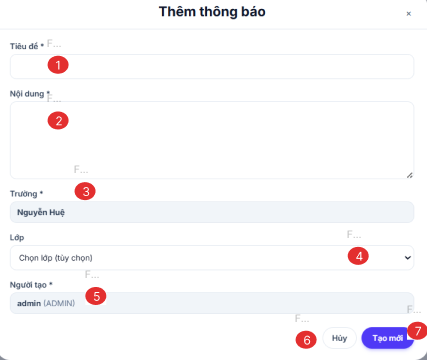 Thêm thông báo
×
Tiêu đề * F...
1
Nội dung *
F...
2
F...
3
Trường *
Nguyễn Huệ
Lớp
F...
Chọn lớp (tùy chọn)
4
F...
Người tạo *
5
admin (ADMIN)
F...
F...
6
Hủy
Tạo mới
7